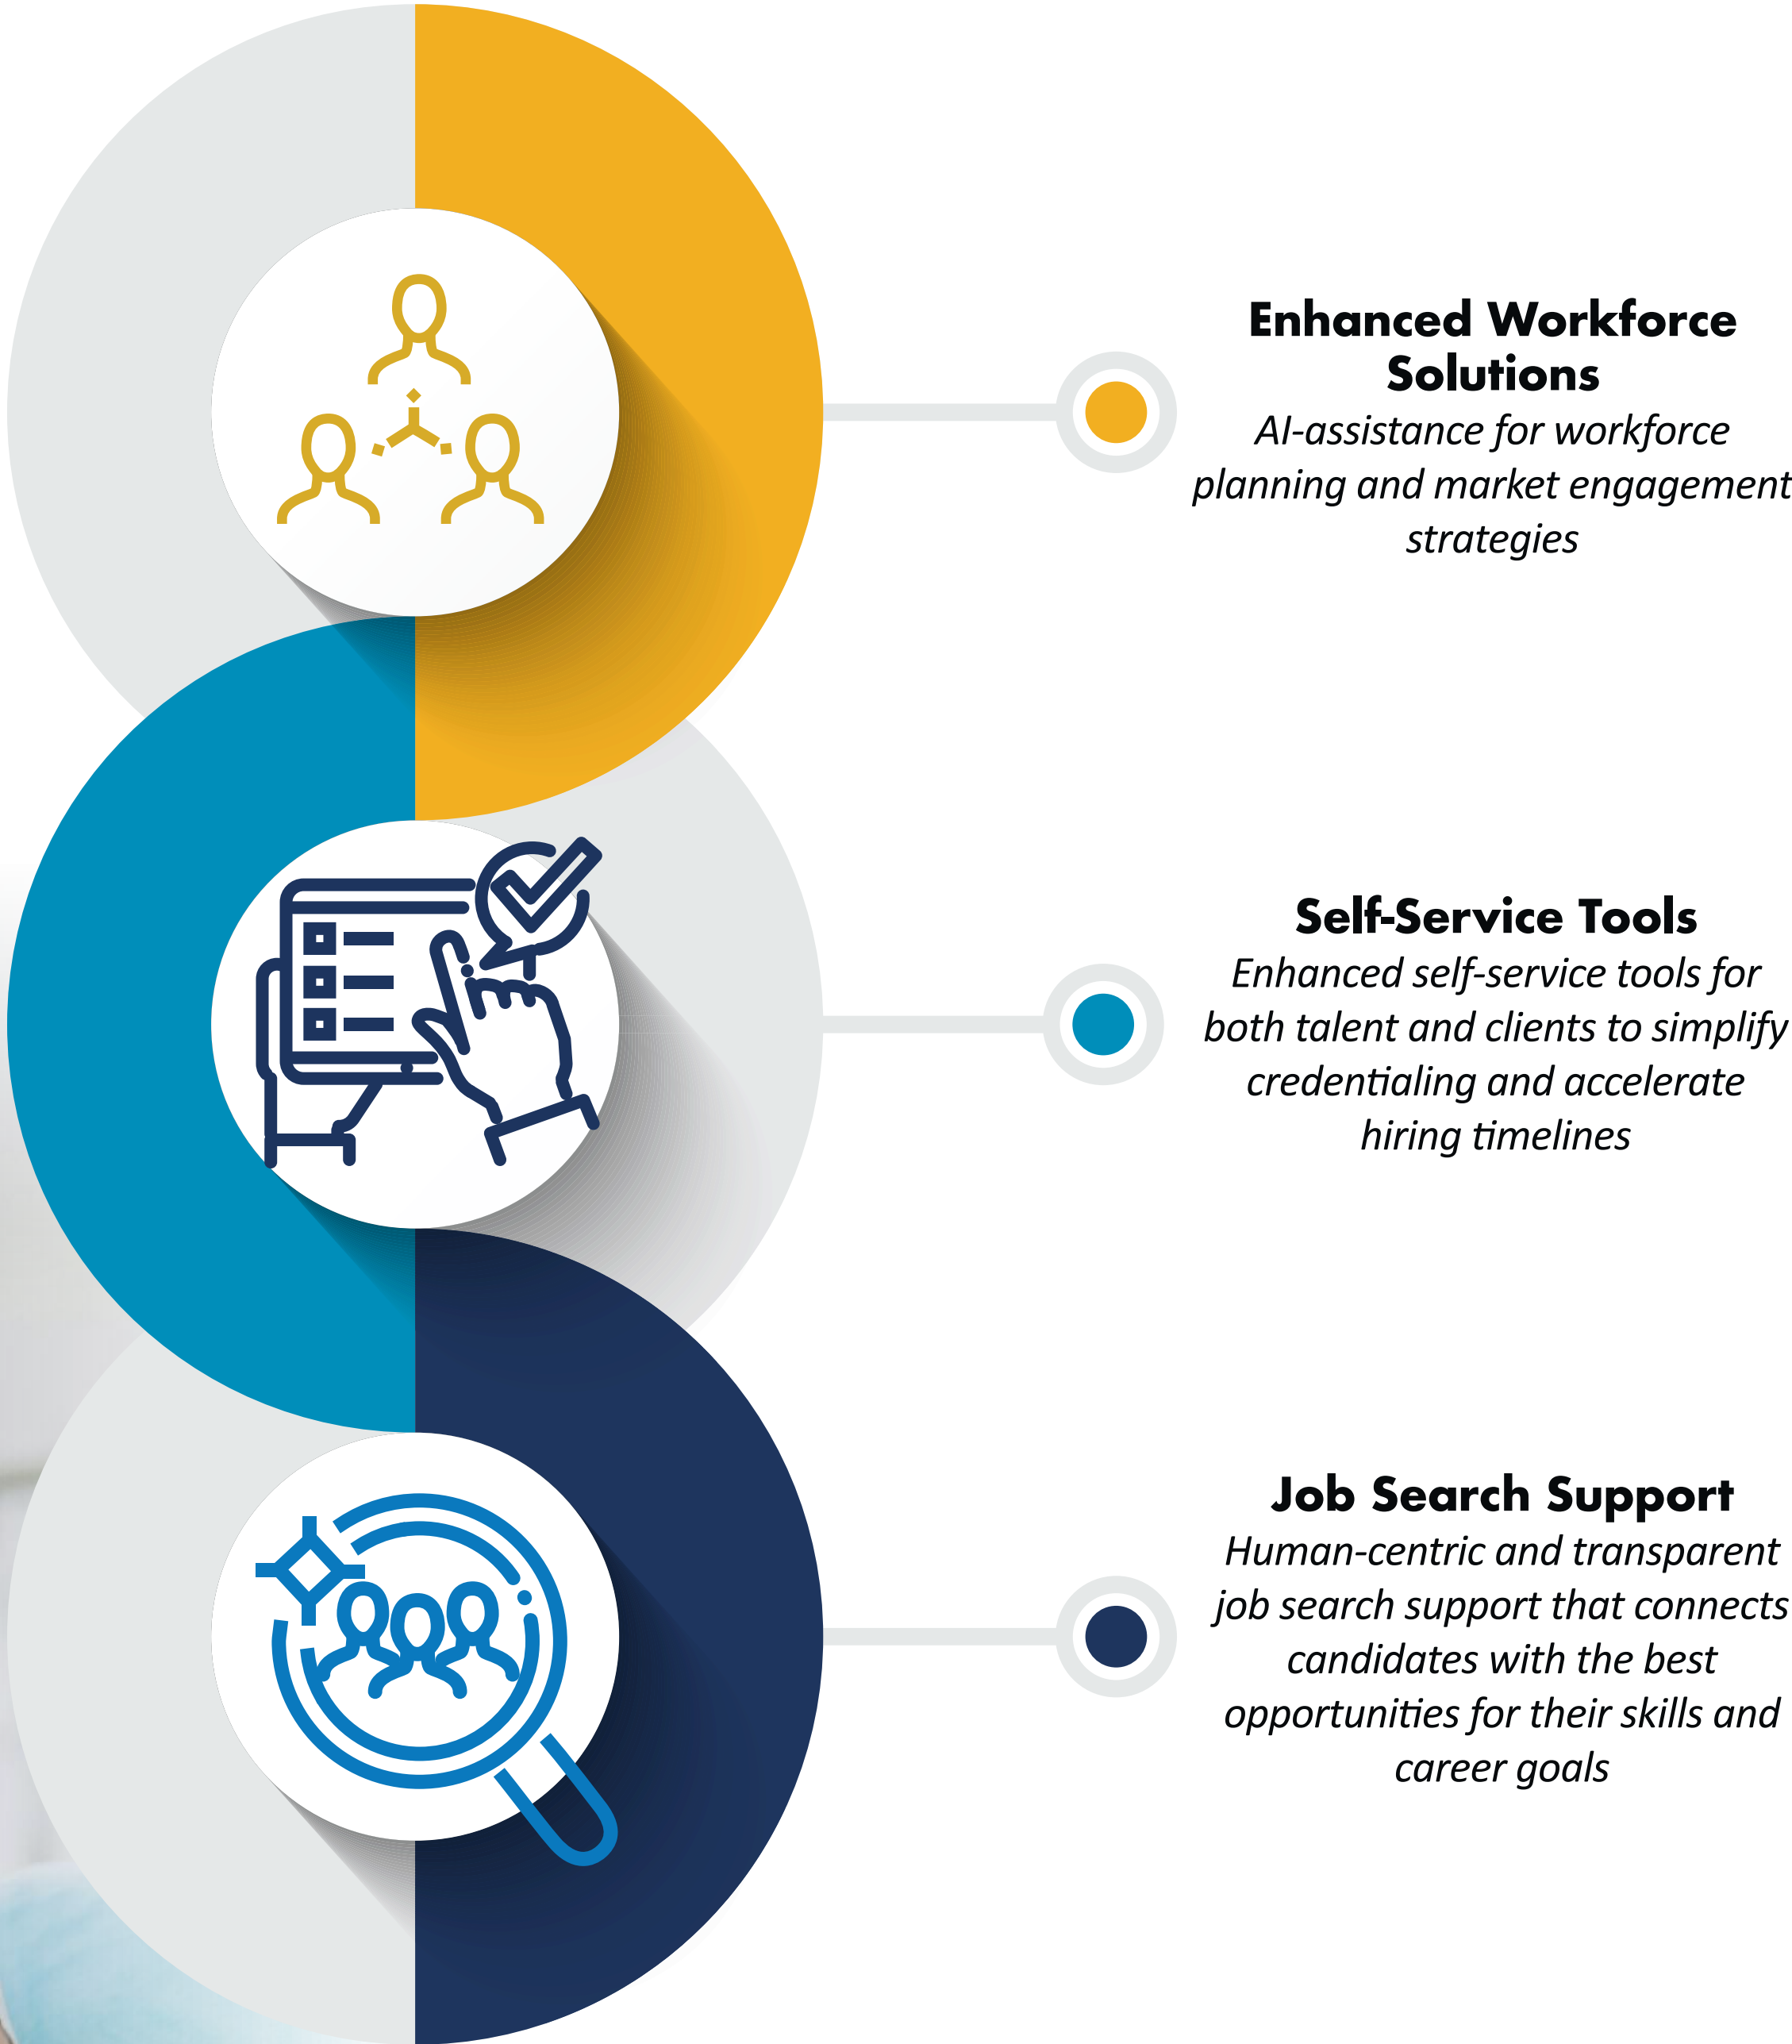 Enhanced Workforce
Solutions
AI-assistance for workforce
planning and market engagement
strategies
Self-Service Tools
Enhanced self-service tools for
both talent and clients to simplify
credentialing and accelerate
hiring timelines
Job Search Support
Human-centric and transparent
job search support that connects
candidates with the best
opportunities for their skills and
career goals